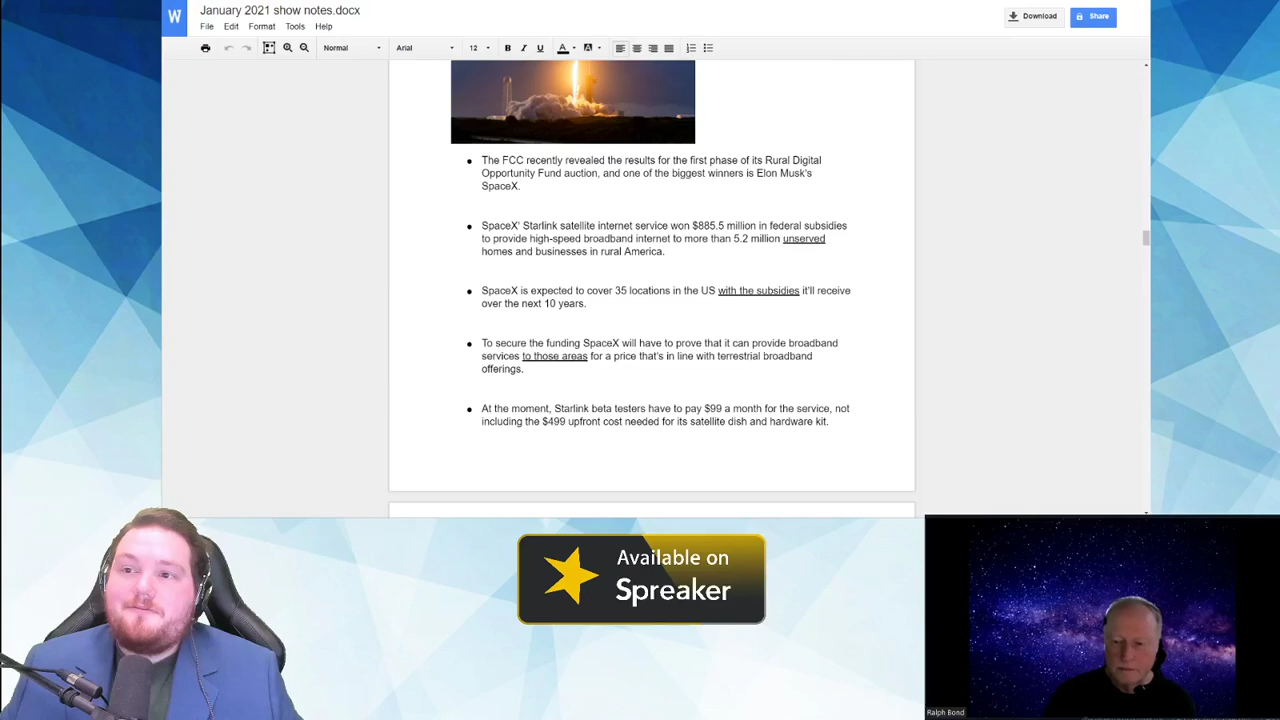 January 2021 show notes.docx
W
File Edit Format Tools Help
Download
Share
Normal
Arial
12
B I U A A
The FCC recently revealed the results for the first phase of its Rural Digital
Opportunity Fund auction, and one of the biggest winners is Elon Musk's
SpaceX.
SpaceX' Starlink satellite internet service won $885.5 million in federal subsidies
to provide high-speed broadband internet to more than 5.2 million unserved
homes and businesses in rural America.
SpaceX is expected to cover 35 locations in the US with the subsidies it'll receive
over the next 10 years.
To secure the funding SpaceX will have to prove that it can provide broadband
services to those areas for a price that's in line with terrestrial broadband
offerings.
At the moment, Starlink beta testers have to pay $99 a month for the service, not
including the $499 upfront cost needed for its satellite dish and hardware kit.
Available on
Spreaker
Ralph Bond